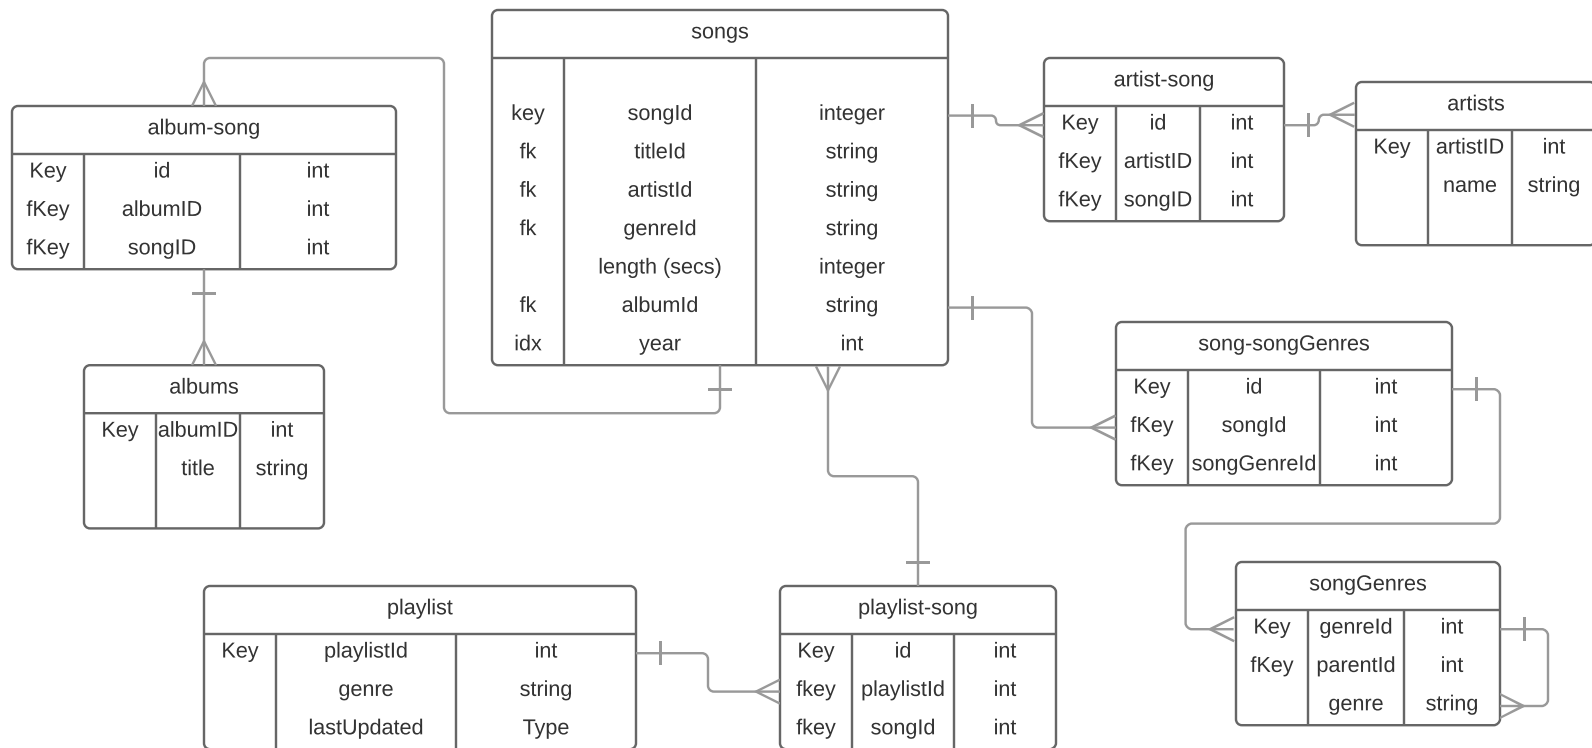 songs
key songId integer
fk titleId string
fk artistId string
fk genreId string
length (secs) integer
fk albumId string
idx year int
artist-song
Key id int
fKey artistID int
fKey songID int
artists
Key artistID int
name string
album-song
Key id int
fKey albumID int
fKey songID int
albums
Key albumID int
title string
song-songGenres
Key id int
fKey songId int
fKey songGenreId int
songGenres
Key genreId int
fKey parentId int
genre string
playlist
Key playlistId int
genre string
lastUpdated Type
playlist-song
Key id int
fkey playlistId int
fkey songId int